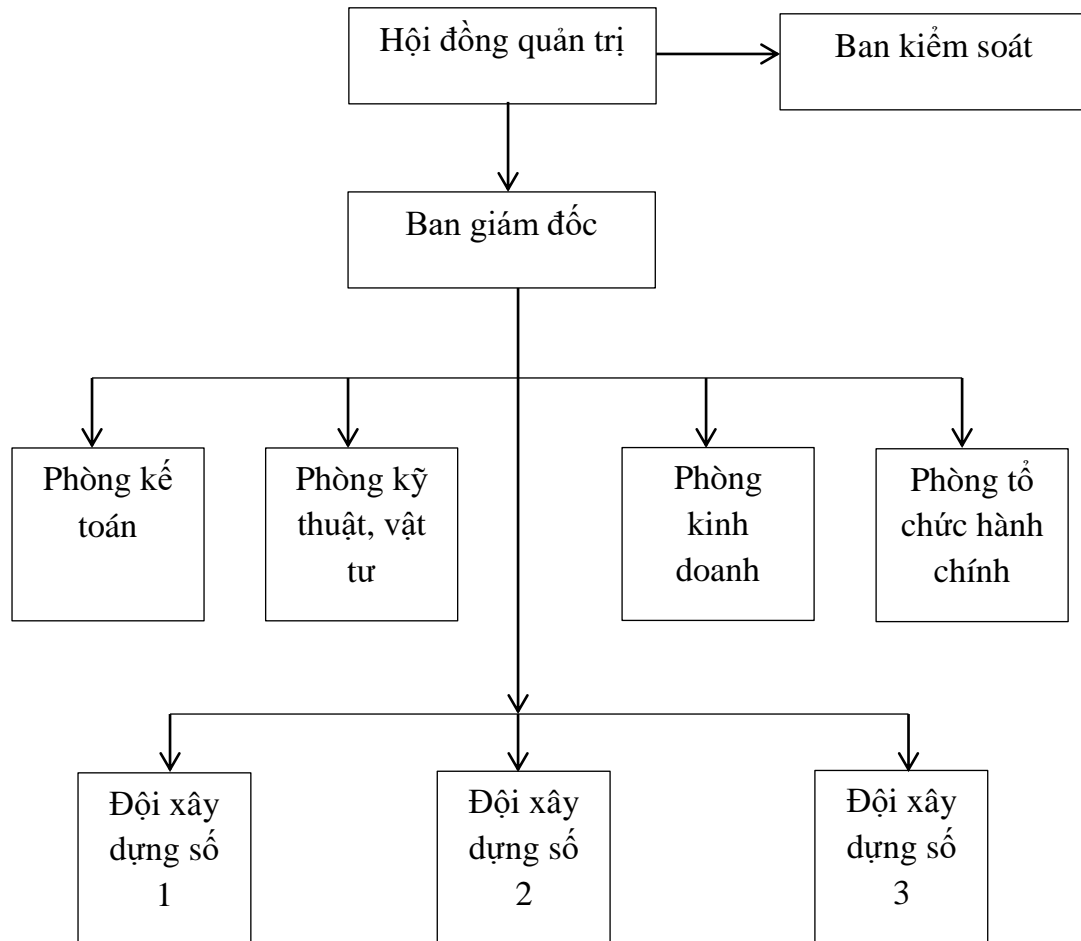 Hội đồng quản trị
Ban kiểm soát
Ban giám đốc
Phòng kế
toán
Phòng kỹ
thuật, vật
tư
Phòng
kinh
doanh
Phòng tổ
chức hành
chính
Đội xây
dựng số
1
Đội xây
dựng số
2
Đội xây
dựng số
3